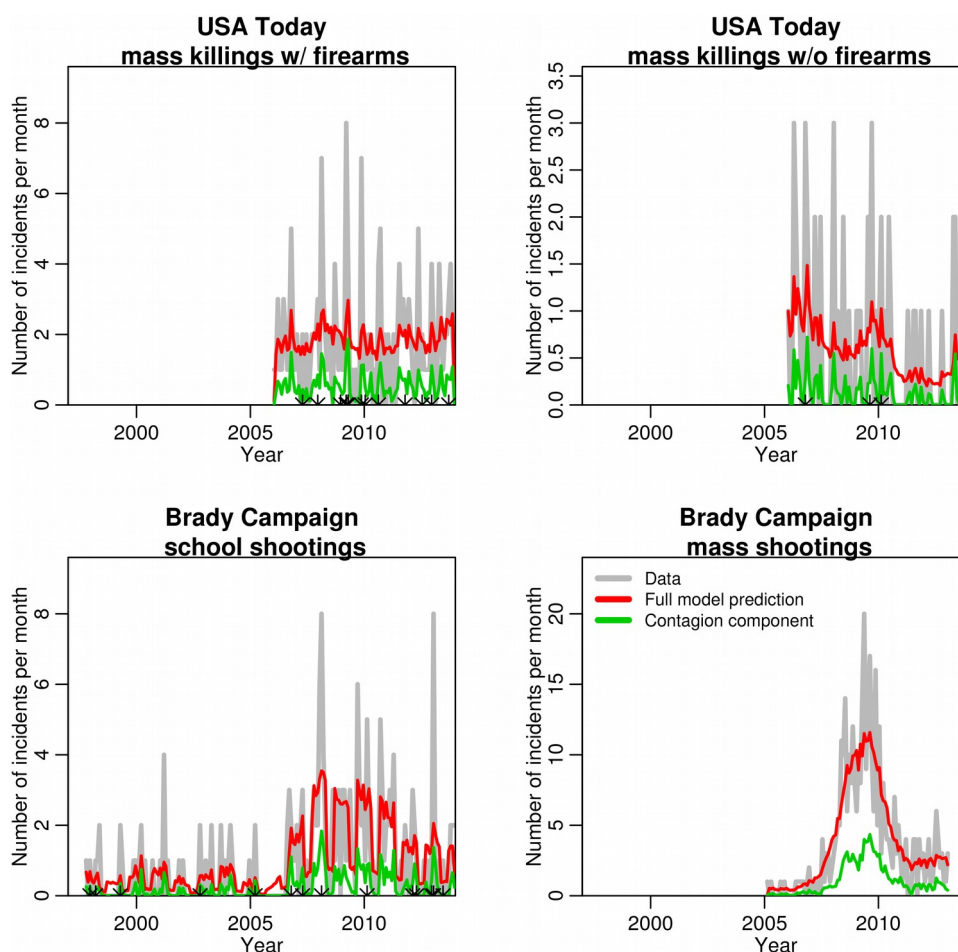 USA Today
mass killings w/ firearms
Number of incidents per month
8
6
4
2
0
2000 2005 2010
Year
USA Today
mass killings w/o firearms
Number of incidents per month
3.5
3.0
2.5
2.0
1.5
1.0
0.5
0.0
2000 2005 2010
Year
Brady Campaign
school shootings
Number of incidents per month
8
6
4
2
0
2000 2005 2010
Year
Brady Campaign
mass shootings
Number of incidents per month
20
15
10
5
0
Data
Full model prediction
Contagion component
2000 2005 2010
Year